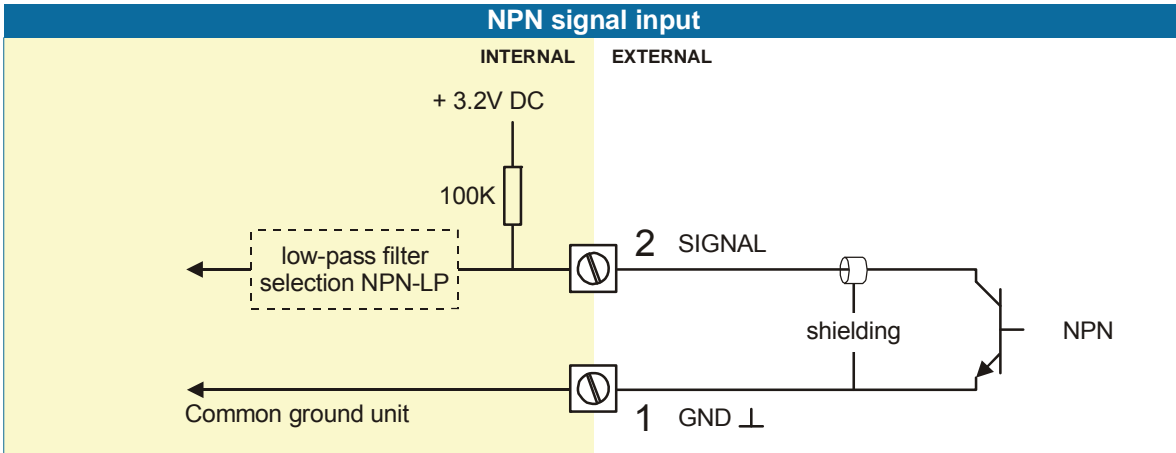 NPN signal input
INTERNAL EXTERNAL
+ 3.2V DC
100K
low-pass filter
selection NPN-LP
2 SIGNAL
shielding
NPN
Common ground unit
1 GND ⊥